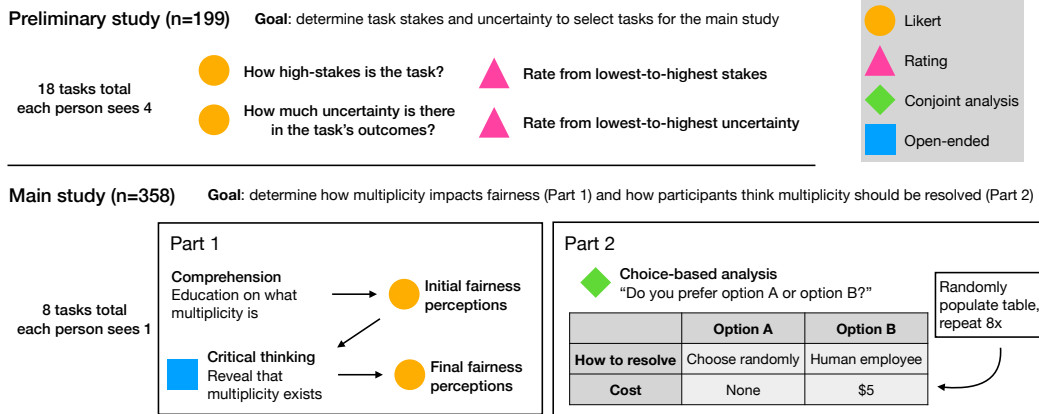 Preliminary study (n=199)
Goal: determine task stakes and uncertainty to select tasks for the main study
18 tasks total
each person sees 4
How high-stakes is the task?
Rate from lowest-to-highest stakes
How much uncertainty is there
in the task's outcomes?
Rate from lowest-to-highest uncertainty
Likert
Rating
Conjoint analysis
Open-ended
Main study (n=358)
Goal: determine how multiplicity impacts fairness (Part 1) and how participants think multiplicity should be resolved (Part 2)
8 tasks total
each person sees 1
Part 1
Comprehension
Education on what
multiplicity is
Initial fairness
perceptions
Critical thinking
Reveal that
multiplicity exists
Final fairness
perceptions
Part 2
Choice-based analysis
"Do you prefer option A or option B?"
Option A
Option B
How to resolve
Choose randomly
Human employee
Cost
None
$5
Randomly
populate table,
repeat 8x